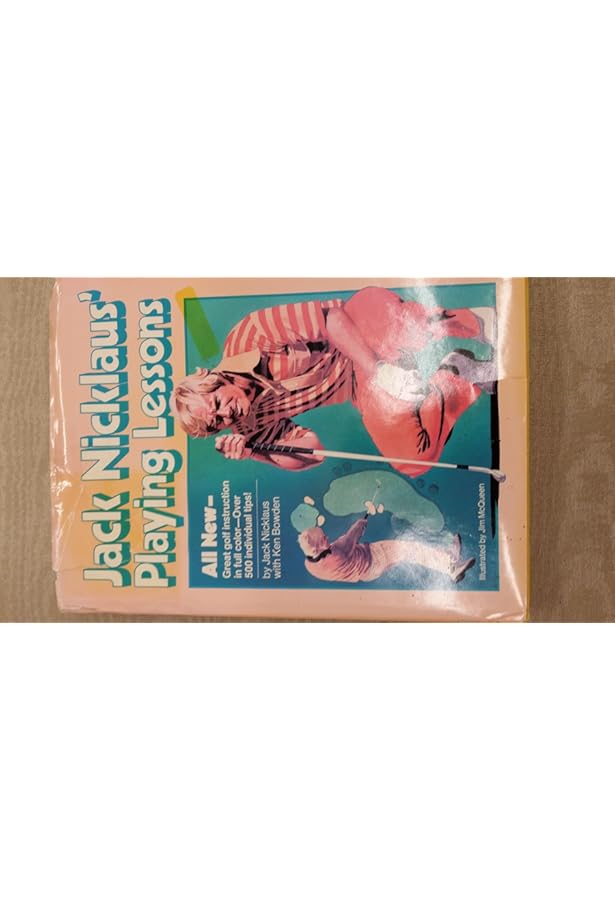 Jack Nicklaus'
Playing Lessons
All New—
Great golf instruction
in full color—Over
500 individual tips!
by Jack Nicklaus
with Ken Bowden
Illustrated by Jim McQueen